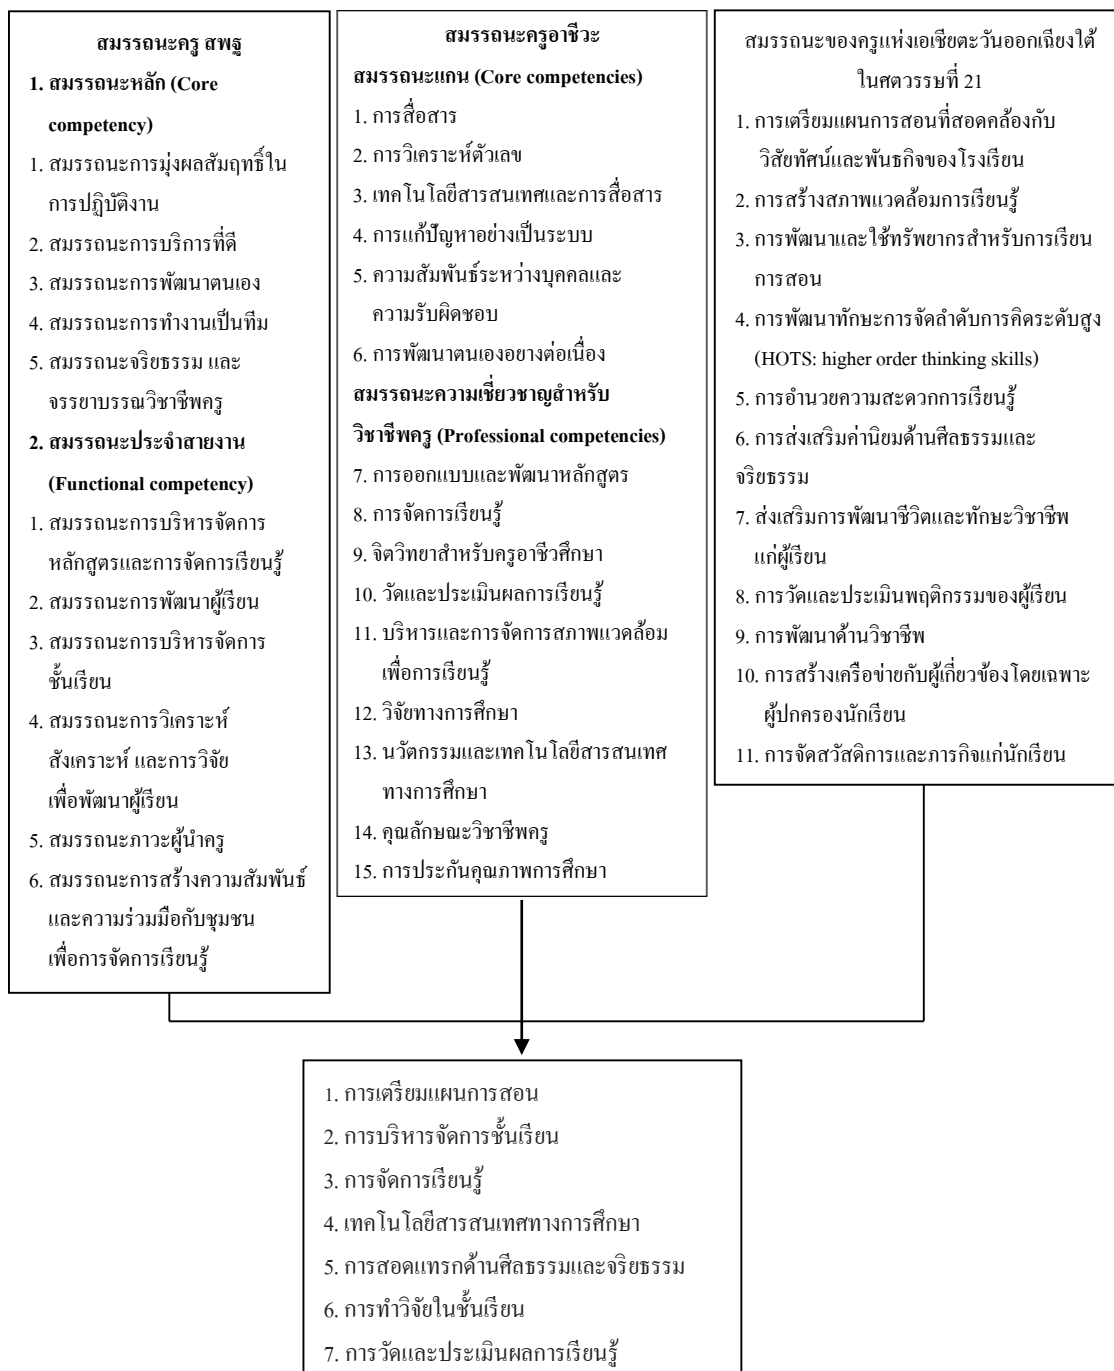 สมรรถนะครู สพฐ
1. สมรรถนะหลัก (Core
competency)
1. สมรรถนะการมุ่งผลสัมฤทธิ์ใน
การปฏิบัติงาน
2. สมรรถนะการบริการที่ดี
3. สมรรถนะการพัฒนาตนเอง
4. สมรรถนะการทำงานเป็นทีม
5. สมรรถนะจริยธรรม และ
จรรยาบรรณวิชาชีพครู
2. สมรรถนะประจำสายงาน
(Functional competency)
1. สมรรถนะการบริหารจัดการ
หลักสูตรและการจัดการเรียนรู้
2. สมรรถนะการพัฒนาผู้เรียน
3. สมรรถนะการบริหารจัดการ
ชั้นเรียน
4. สมรรถนะการวิเคราะห์
สังเคราะห์ และการวิจัย
เพื่อพัฒนาผู้เรียน
5. สมรรถนะภาวะผู้นำครู
6. สมรรถนะการสร้างความสัมพันธ์
และความร่วมมือกับชุมชน
เพื่อการจัดการเรียนรู้
สมรรถนะครูอาชีวะ
สมรรถนะแกน (Core competencies)
1. การสื่อสาร
2. การวิเคราะห์ตัวเลข
3. เทคโนโลยีสารสนเทศและการสื่อสาร
4. การแก้ปัญหาอย่างเป็นระบบ
5. ความสัมพันธ์ระหว่างบุคคลและ
ความรับผิดชอบ
6. การพัฒนาตนเองอยางต่อเนื่อง
สมรรถนะความเชี่ยวชาญสำหรับ
วิชาชีพครู (Professional competencies)
7. การออกแบบและพัฒนาหลักสูตร
8. การจัดการเรียนรู้
9. จิตวิทยาสำหรับครูอาชีวศึกษา
10. วัดและประเมินผลการเรียนรู้
11. บริหารและการจัดการสภาพแวดล้อม
เพื่อการเรียนรู้
12. วิจัยทางการศึกษา
13. นวัตกรรมและเทคโนโลยีสารสนเทศ
ทางการศึกษา
14. คุณลักษณะวิชาชีพครู
15. การประกันคุณภาพการศึกษา
สมรรถนะของครูแห่งเอเชียตะวันออกเฉียงใต้
ในศตวรรษที่ 21
1. การเตรียมแผนการสอนที่สอดคล้องกับ
วิสัยทัศน์และพันธกิจของโรงเรียน
2. การสร้างสภาพแวดล้อมการเรียนรู้
3. การพัฒนาและใช้ทรัพยากรสำหรับการเรียน
การสอน
4. การพัฒนาทักษะการจัดลำดับการคิดระดับสูง
(HOTS: higher order thinking skills)
5. การอำนวยความสะดวกการเรียนรู้
6. การส่งเสริมค่านิยมด้านศีลธรรมและ
จริยธรรม
7. ส่งเสริมการพัฒนาชีวิตและทักษะวิชาชีพ
แก่ผู้เรียน
8. การวัดและประเมินพฤติกรรมของผู้เรียน
9. การพัฒนาด้านวิชาชีพ
10. การสร้างเครือข่ายกับผู้เกี่ยวข้องโดยเฉพาะ
ผู้ปกครองนักเรียน
11. การจัดสวัสดิการและภารกิจแก่นักเรียน
1. การเตรียมแผนการสอน
2. การบริหารจัดการชั้นเรียน
3. การจัดการเรียนรู้
4. เทคโนโลยีสารสนเทศทางการศึกษา
5. การสอดแทรกด้านศีลธรรมและจริยธรรม
6. การทำวิจัยในชั้นเรียน
7. การวัดและประเมินผลการเรียนรู้